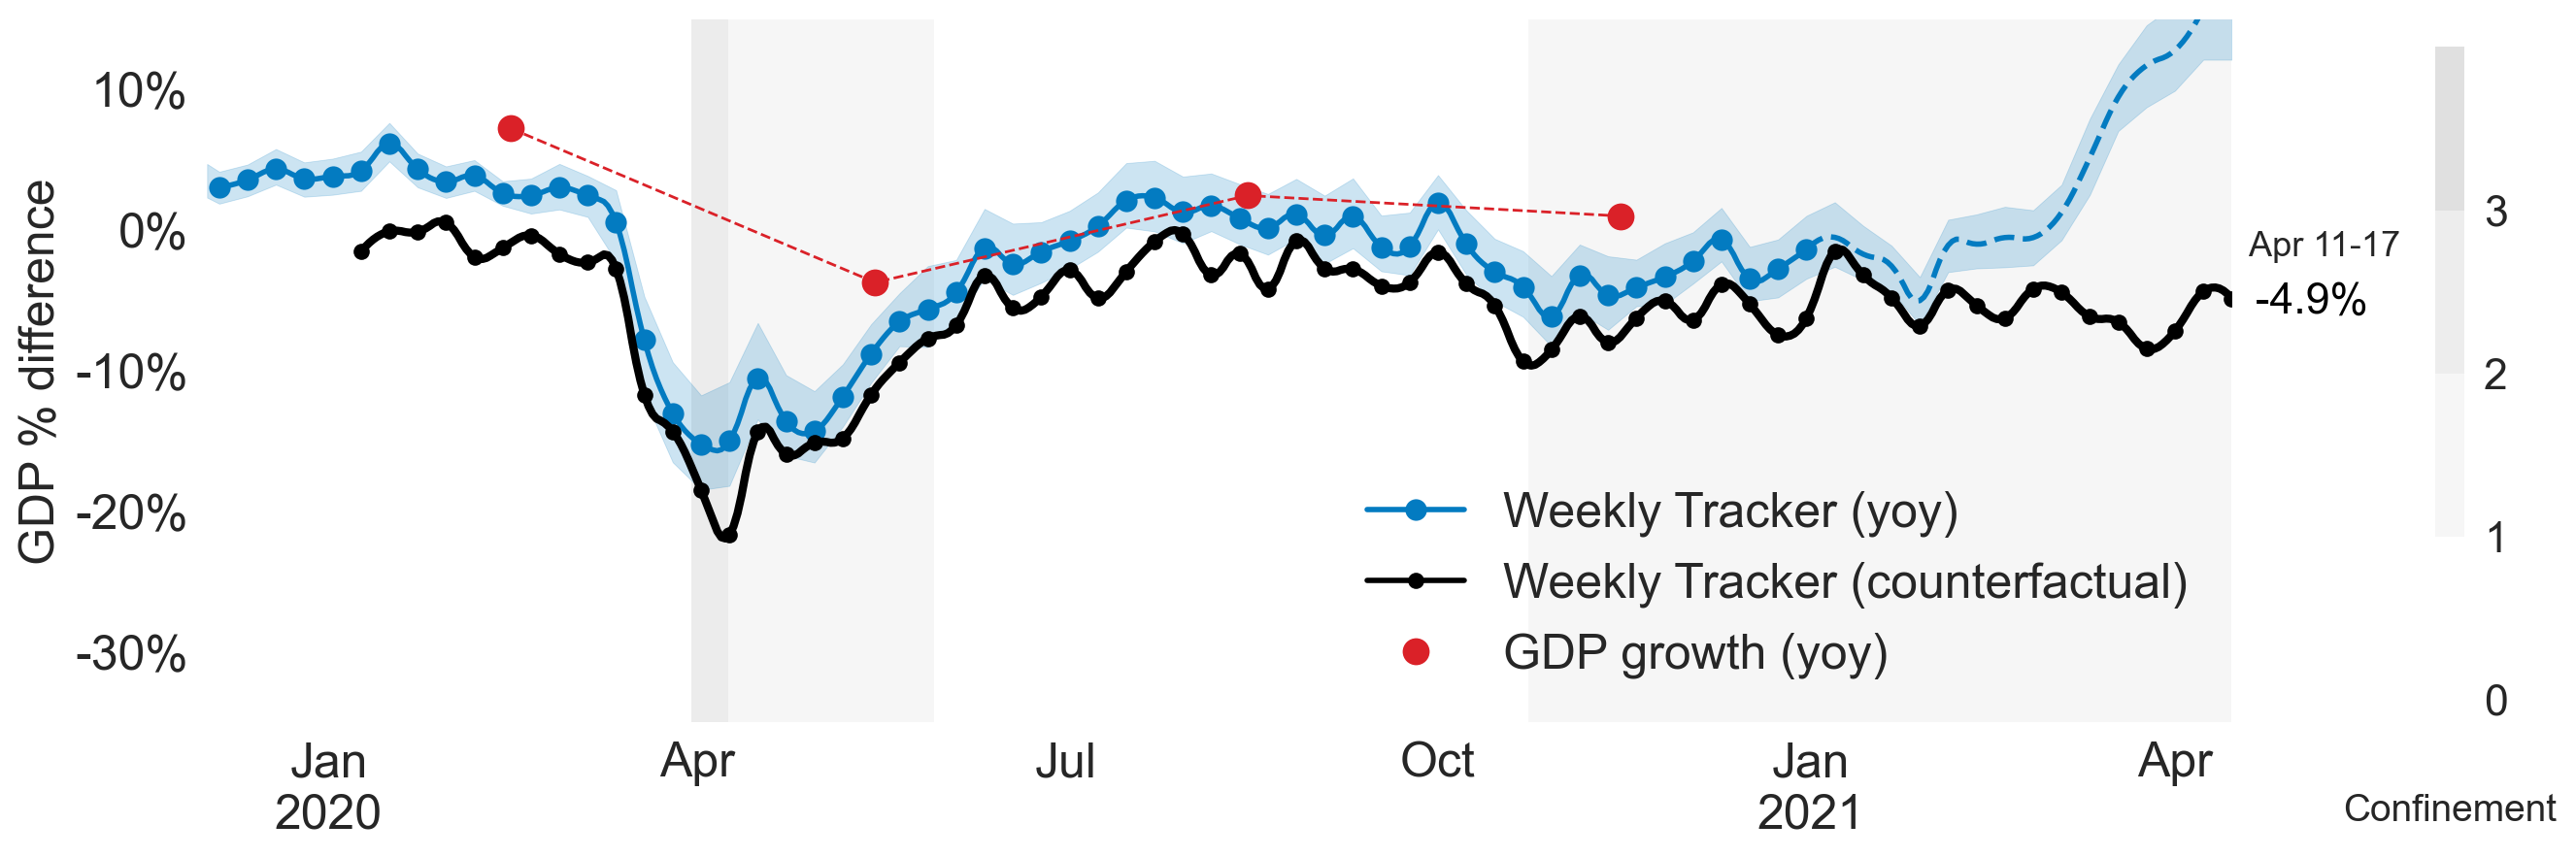 GDP % difference
10%
0%
-10%
-20%
-30%
Jan
2020
Apr
Jul
Oct
Jan
2021
Apr
Weekly Tracker (yoy)
Weekly Tracker (counterfactual)
GDP growth (yoy)
Apr 11-17
-4.9%
3
2
1
0
Confinement